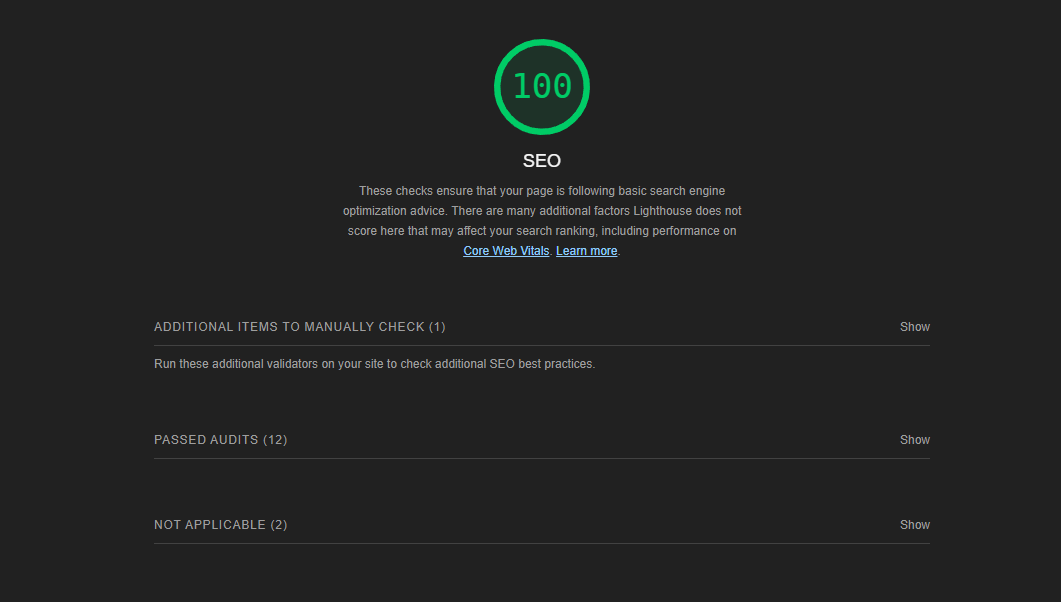 100
SEO
These checks ensure that your page is following basic search engine
optimization advice. There are many additional factors Lighthouse does not
score here that may affect your search ranking, including performance on
Core Web Vitals. Learn more.
ADDITIONAL ITEMS TO MANUALLY CHECK (1) Show
Run these additional validators on your site to check additional SEO best practices.
PASSED AUDITS (12) Show
NOT APPLICABLE (2) Show